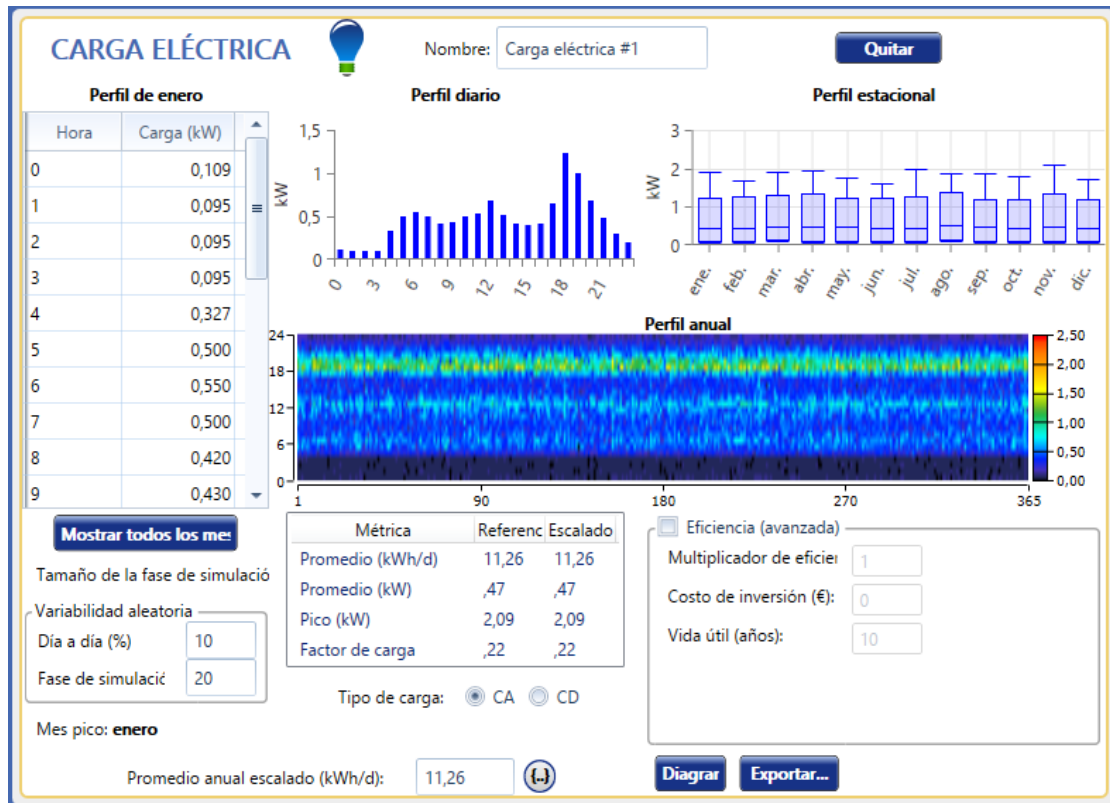 CARGA ELÉCTRICA
Nombre: Carga eléctrica #1
Quitar
Perfil de enero
Hora Carga (kW)
0 0,109
1 0,095
2 0,095
3 0,095
4 0,327
5 0,500
6 0,550
7 0,500
8 0,420
9 0,430
Perfil diario
kW
1,5
1
0,5
0
0 3 6 9 12 15 18 21
Perfil estacional
kW
3
2
1
0
ene. feb. mar. abr. may. jun. jul. ago. sep. oct. nov. dic.
Perfil anual
24
18
12
6
0
1 90 180 270 365
2,50
2,00
1,50
1,00
0,50
0,00
Mostrar todos los me:
Tamaño de la fase de simulació
Variabilidad aleatoria
Día a día (%) 10
Fase de simulació 20
Mes pico: enero
Métrica Referenc Escalado
Promedio (kWh/d) 11,26 11,26
Promedio (kW) ,47 ,47
Pico (kW) 2,09 2,09
Factor de carga ,22 ,22
Tipo de carga: CA CD
Eficiencia (avanzada)
Multiplicador de eficier 1
Costo de inversión (€): 0
Vida útil (años): 10
Promedio anual escalado (kWh/d): 11,26 {..}
Diagrar Exportar...